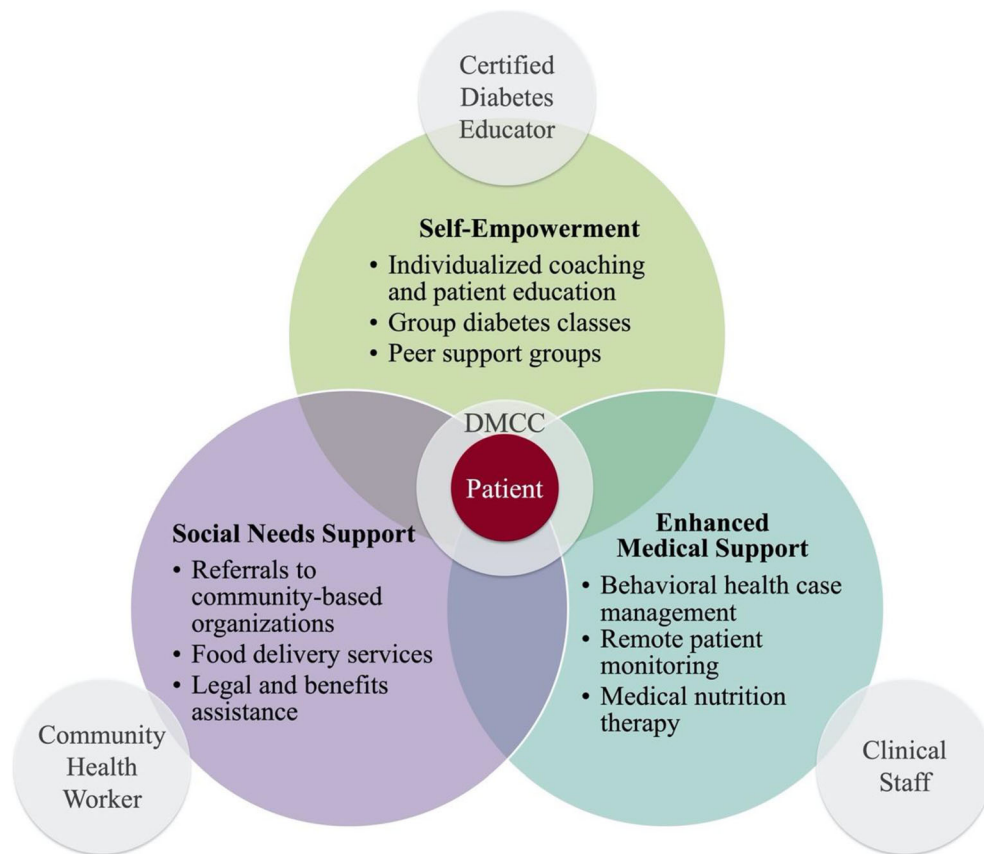 Certified
Diabetes
Educator
Self-Empowerment
• Individualized coaching
and patient education
• Group diabetes classes
• Peer support groups
DMCC
Patient
Social Needs Support
• Referrals to
community-based
organizations
• Food delivery services
• Legal and benefits
assistance
Enhanced
Medical Support
• Behavioral health case
management
• Remote patient
monitoring
• Medical nutrition
therapy
Community
Health
Worker
Clinical
Staff